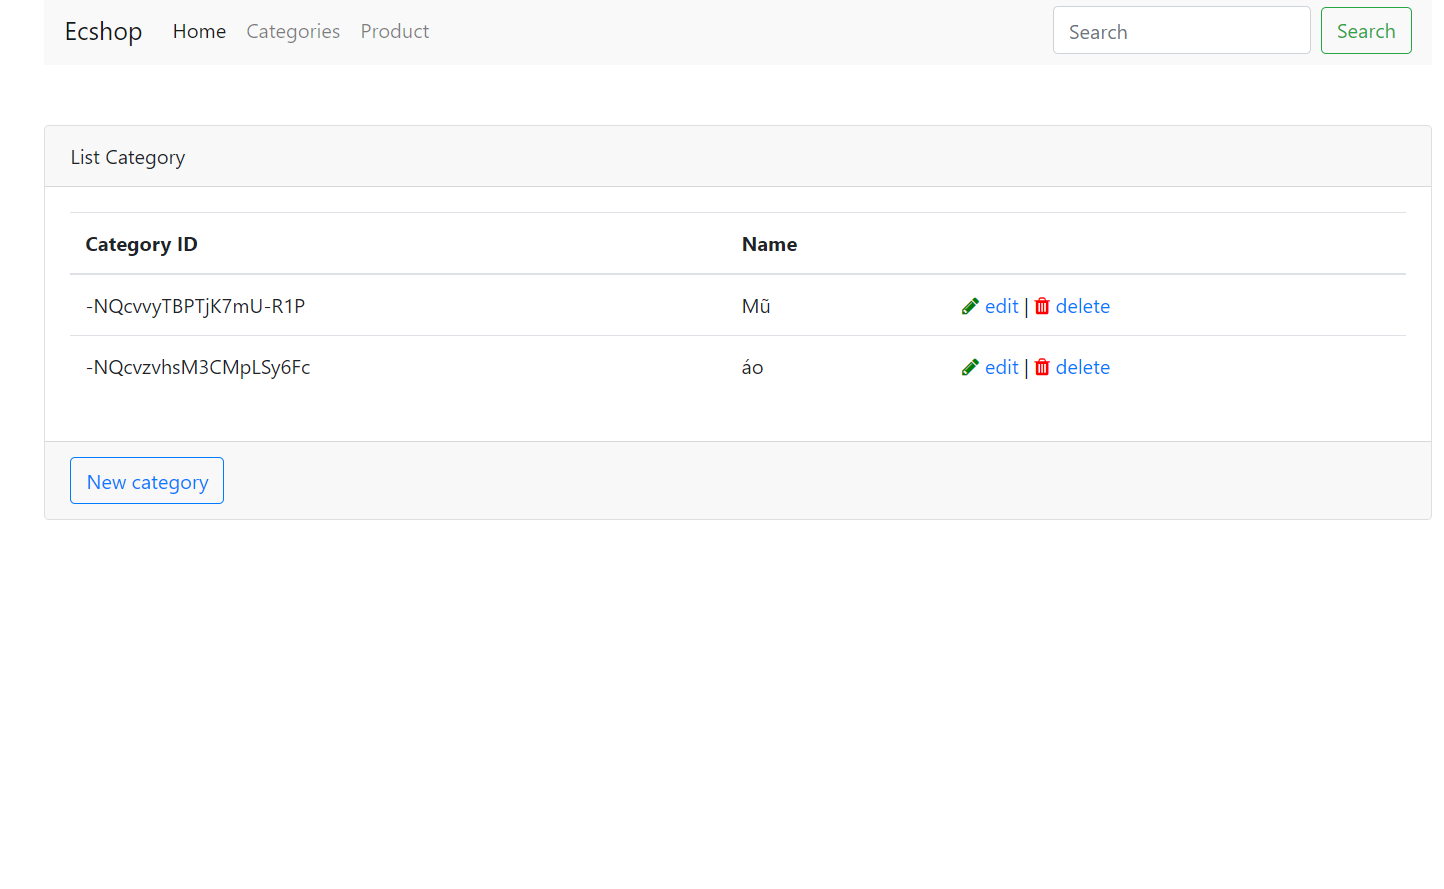 Ecshop Home Categories Product Search Search
List Category
Category ID Name
-NQcvvyTBPTjK7mU-R1P Mũ edit | delete
-NQcvzvhsM3CMpLSy6Fc áo edit | delete
New category